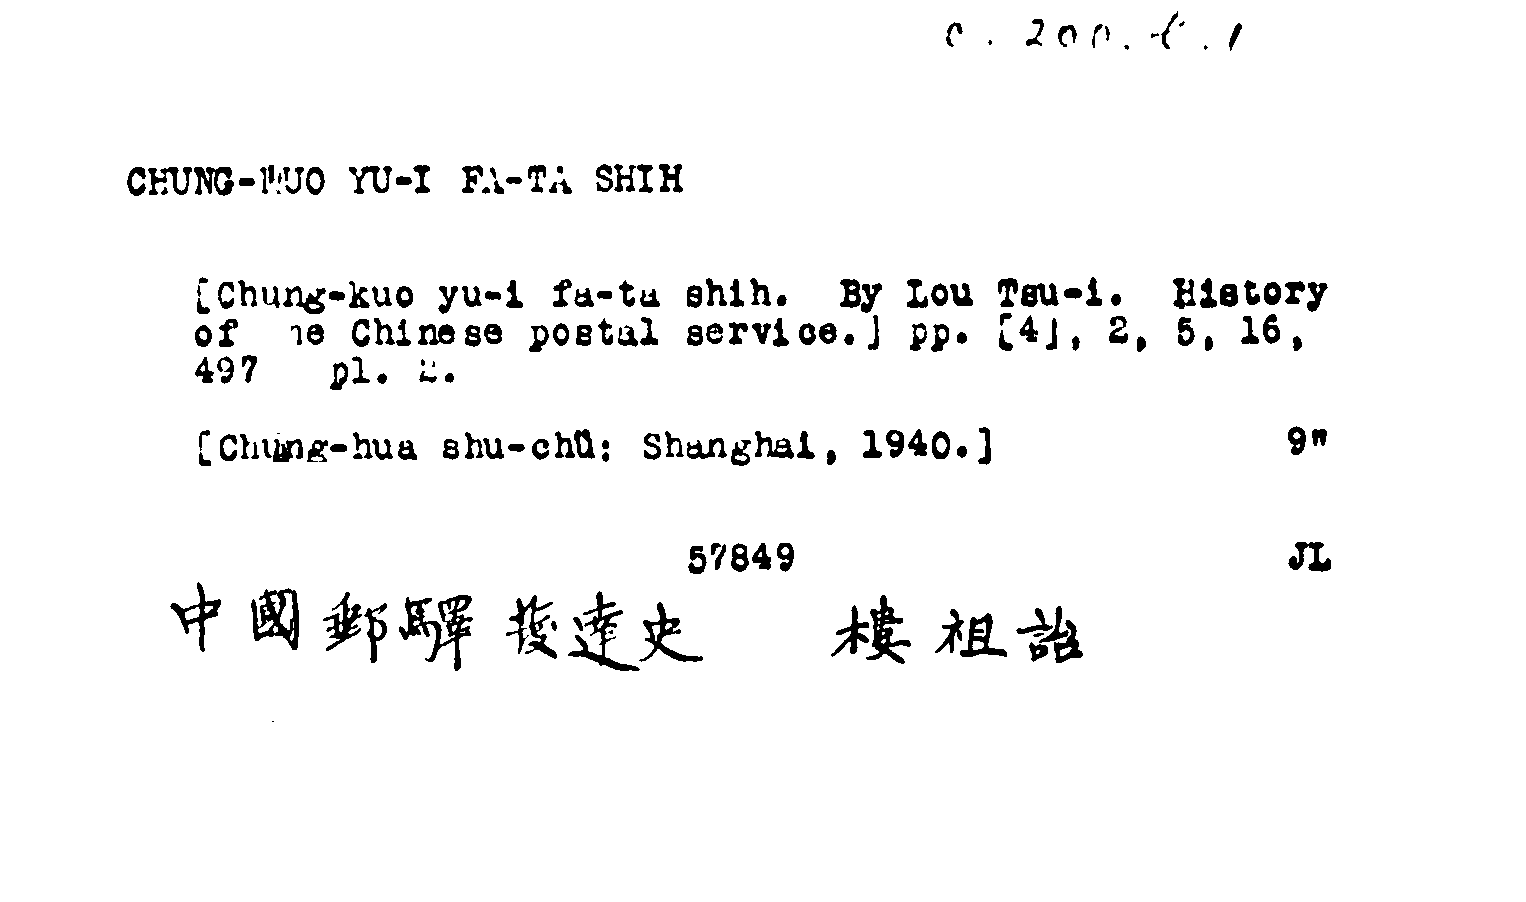 C.200.b.1
CHUNG-KUO YU-I FA-TA SHIH
[Chung-kuo yu-i fa-ta shih. By Lou Tsu-i. History
of the Chinese postal service.] pp. [4], 2, 5, 16,
497 pl. 2.
[Chung-hua shu-chü: Shanghai, 1940.] 9"
57849 JL
中國郵驛發達史 樓祖詒